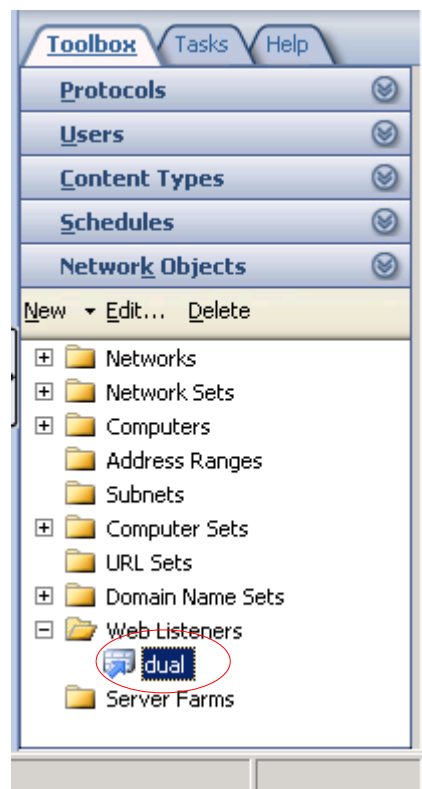 Toolbox Tasks Help
Protocols
Users
Content Types
Schedules
Network Objects
New Edit... Delete
Networks
Network Sets
Computers
Address Ranges
Subnets
Computer Sets
URL Sets
Domain Name Sets
Web Listeners
dual
Server Farms